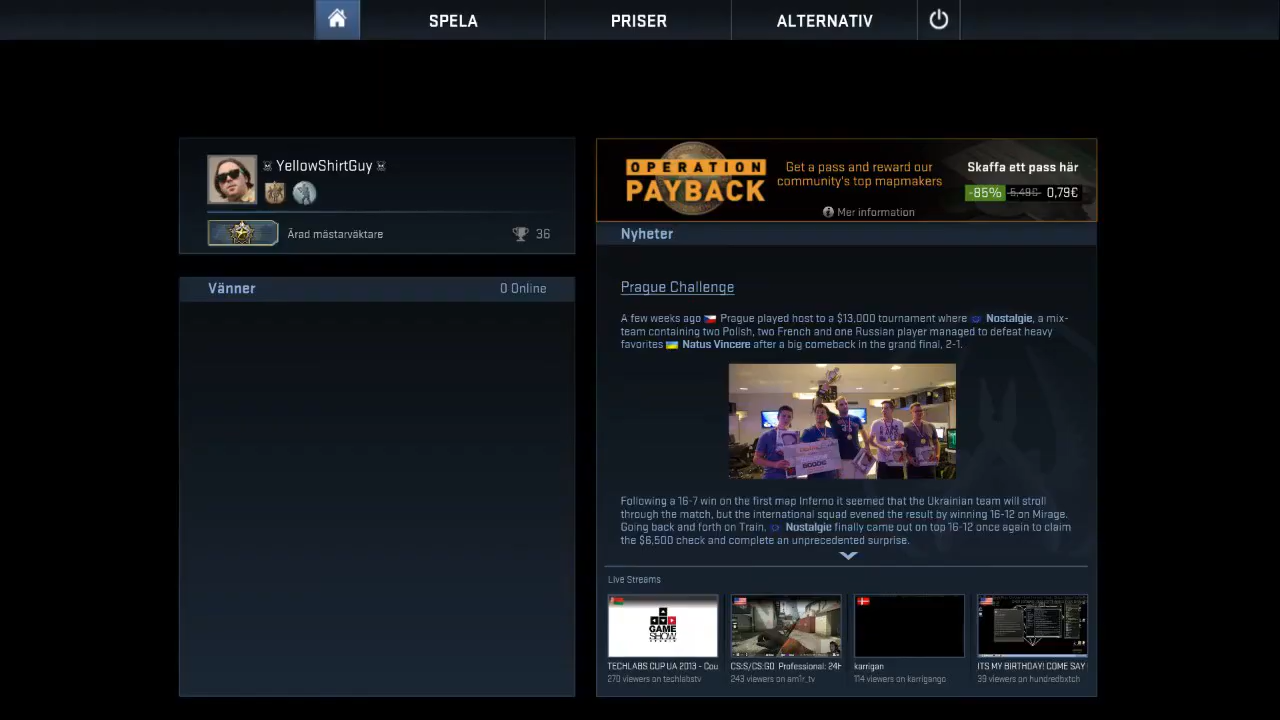 SPELA
PRISER
ALTERNATIV
YellowShirtGuy
Ärad mästarväktare
36
Vänner
0 Online
OPERATION
PAYBACK
Get a pass and reward our
community's top mapmakers
Mer information
Skaffa ett pass här
-85% 5,49€ 0,79€
Nyheter
Prague Challenge
A few weeks ago Prague played host to a $13,000 tournament where Nostalgie, a mix-
team containing two Polish, two French and one Russian player managed to defeat heavy
favorites Natus Vincere after a big comeback in the grand final, 2-1.
Following a 16-7 win on the first map Inferno it seemed that the Ukrainian team will stroll
through the match, but the international squad evened the result by winning 16-12 on Mirage.
Going back and forth on Train, Nostalgie finally came out on top 16-12 once again to claim
the $6,500 check and complete an unprecedented surprise.
Live Streams
GAME
SHOW
TECHLABS CUP UA 2013 - Cou
270 viewers on techlabstv
CS:S/CS:GO Professional: 24H
243 viewers on am1r_tv
karrigan
114 viewers on karrigango
ITS MY BIRTHDAY! COME SAY
39 viewers on hundredbxtch